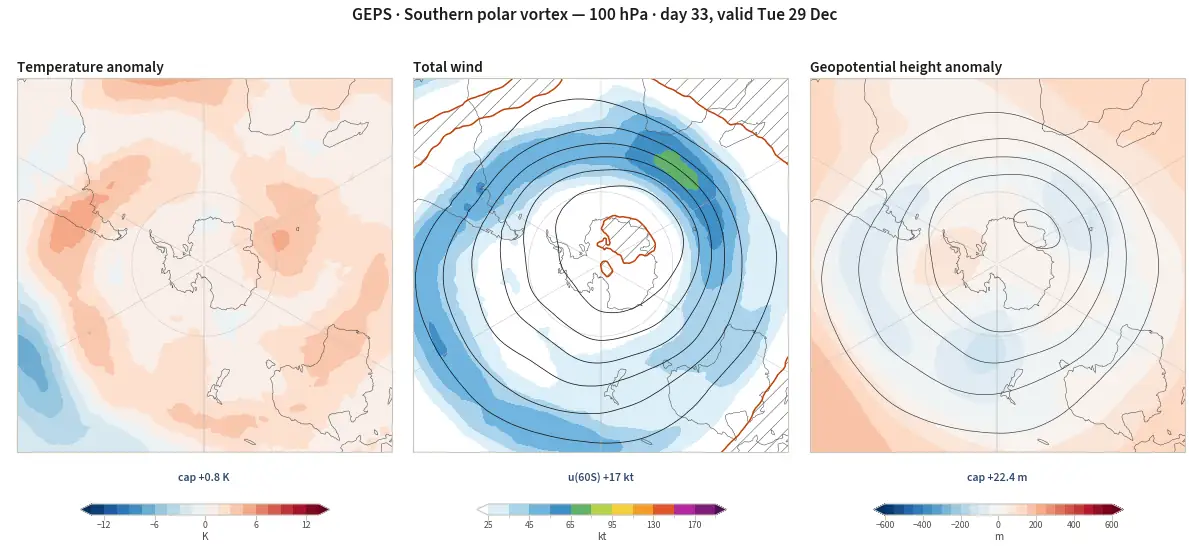 GEPS · Southern polar vortex — 100 hPa · day 33, valid Tue 29 Dec
Temperature anomaly
Total wind
Geopotential height anomaly
cap +0.8 K
u(60S) +17 kt
cap +22.4 m
−12 −6 0 6 12
K
25 45 65 95 130 170
kt
−600 −400 −200 0 200 400 600
m